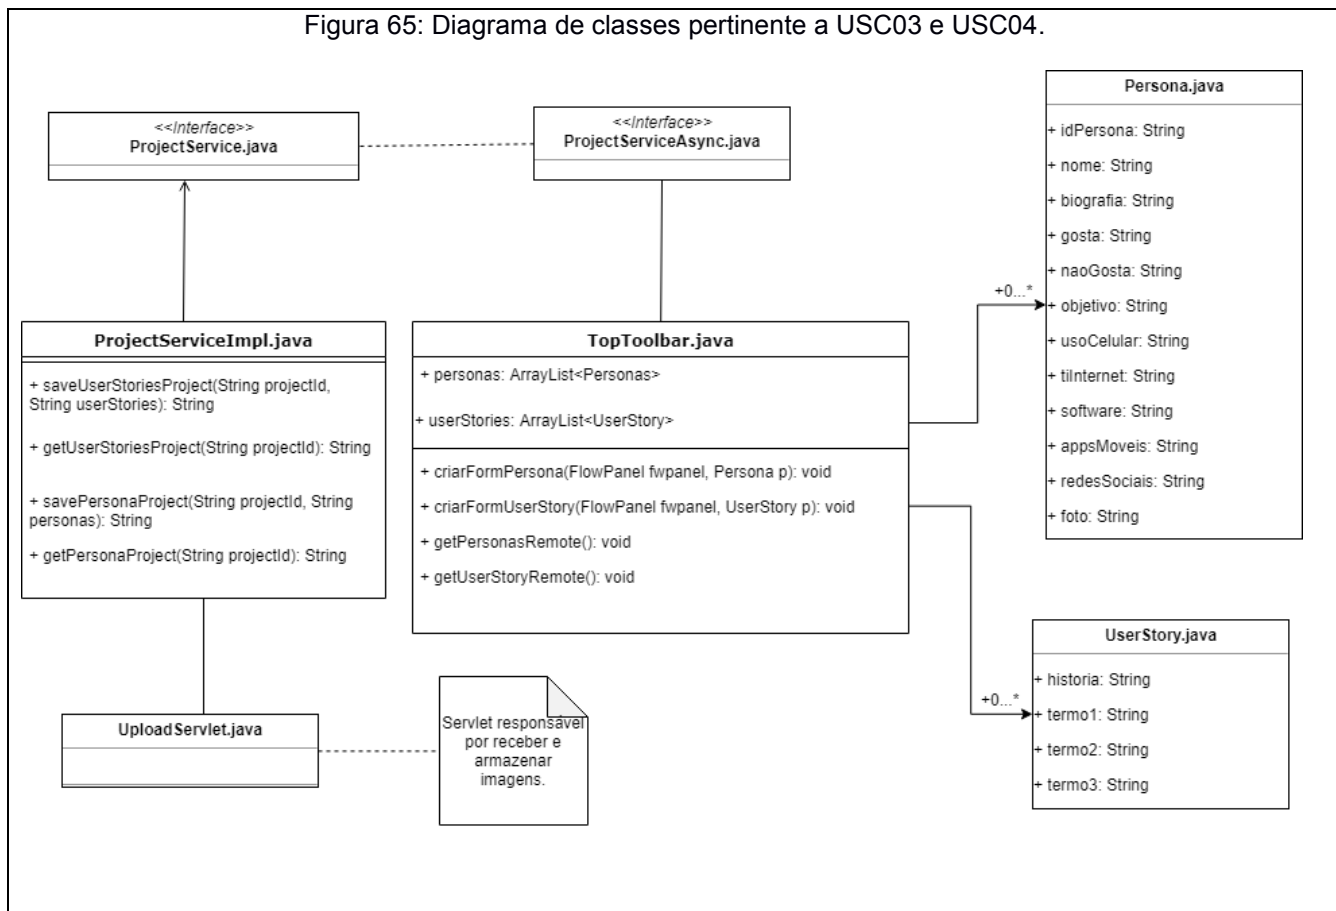 Figura 65: Diagrama de classes pertinente a USC03 e USC04.
<<Interface>>
ProjectService.java
<<Interface>>
ProjectServiceAsync.java
Persona.java
+ idPersona: String
+ nome: String
+ biografia: String
+ gosta: String
+ naoGosta: String
+ objetivo: String
+ usoCelular: String
+ tiInternet: String
+ software: String
+ appsMoveis: String
+ redesSociais: String
+ foto: String
+0...*
ProjectServiceImpl.java
+ saveUserStoriesProject(String projectId,
String userStories): String
+ getUserStoriesProject(String projectId): String
+ savePersonaProject(String projectId, String
personas): String
+ getPersonaProject(String projectId): String
TopToolbar.java
+ personas: ArrayList<Personas>
+ userStories: ArrayList<UserStory>
+ criarFormPersona(FlowPanel fwpanel, Persona p): void
+ criarFormUserStory(FlowPanel fwpanel, UserStory p): void
+ getPersonasRemote(): void
+ getUserStoryRemote(): void
+0...*
UserStory.java
+ historia: String
+ termo1: String
+ termo2: String
+ termo3: String
UploadServlet.java
Servlet responsável
por receber e
armazenar
imagens.